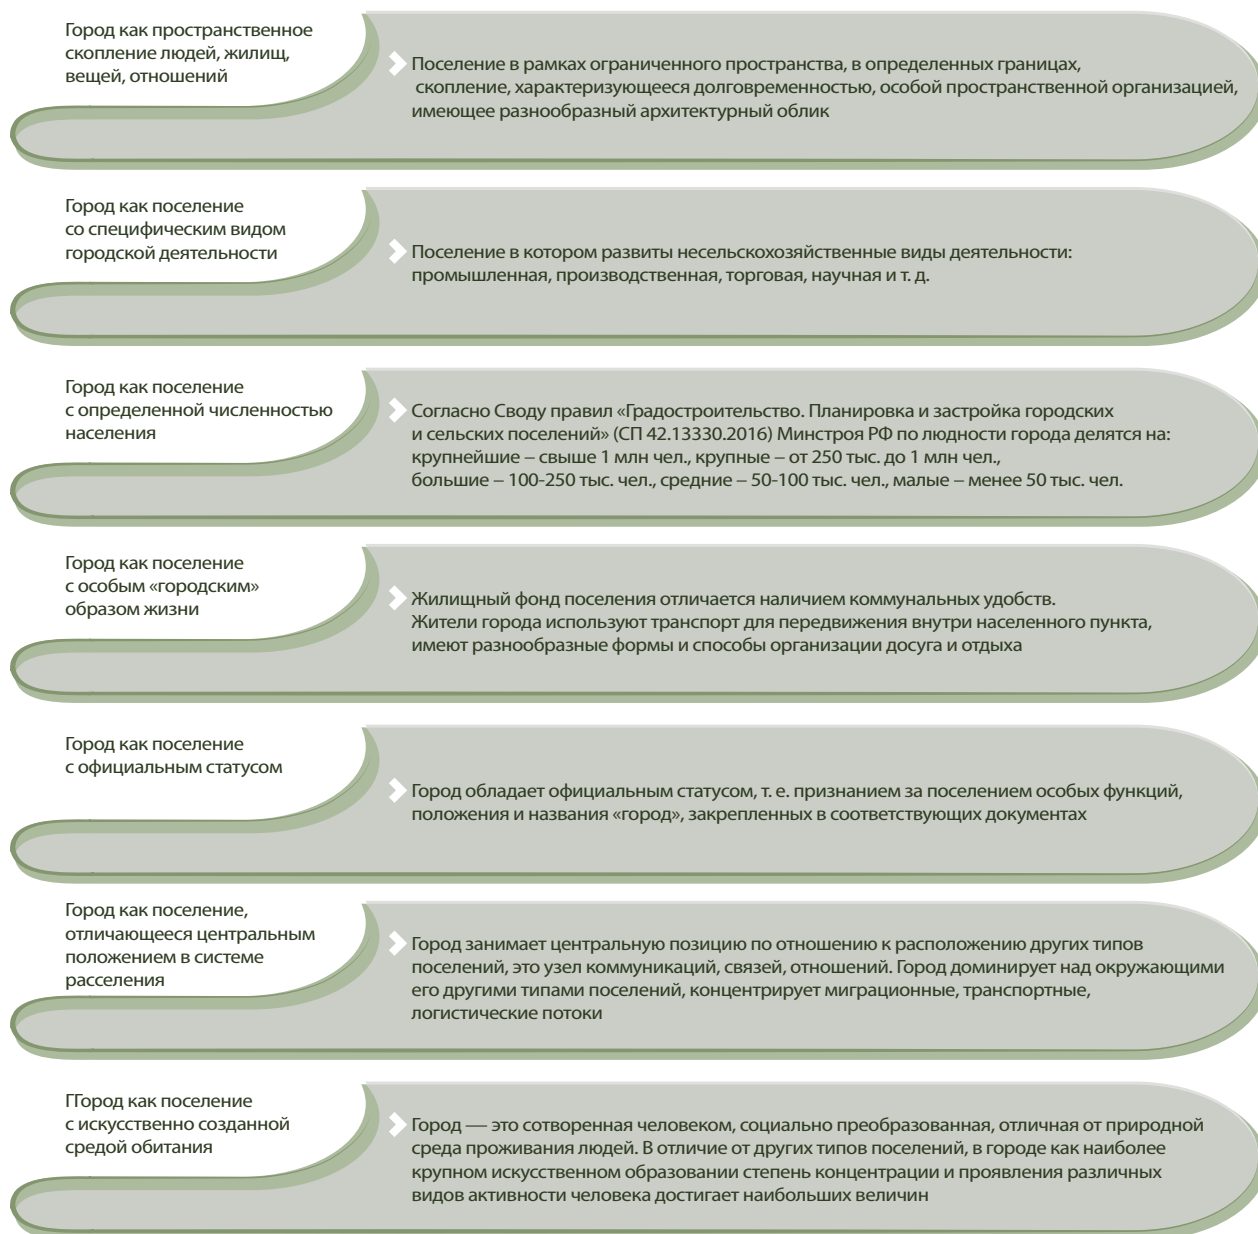 Город как пространственное
скопление людей, жилищ,
вещей, отношений
Поселение в рамках ограниченного пространства, в определенных границах,
скопление, характеризующееся долговременностью, особой пространственной организацией,
имеющее разнообразный архитектурный облик
Город как поселение
со специфическим видом
городской деятельности
Поселение в котором развиты несельскохозяйственные виды деятельности:
промышленная, производственная, торговая, научная и т. д.
Город как поселение
с определенной численностью
населения
Согласно Своду правил «Градостроительство. Планировка и застройка городских
и сельских поселений» (СП 42.13330.2016) Минстроя РФ по людности города делятся на:
крупнейшие – свыше 1 млн чел., крупные – от 250 тыс. до 1 млн чел.,
большие – 100-250 тыс. чел., средние – 50-100 тыс. чел., малые – менее 50 тыс. чел.
Город как поселение
с особым «городским»
образом жизни
Жилищный фонд поселения отличается наличием коммунальных удобств.
Жители города используют транспорт для передвижения внутри населенного пункта,
имеют разнообразные формы и способы организации досуга и отдыха
Город как поселение
с официальным статусом
Город обладает официальным статусом, т. е. признанием за поселением особых функций,
положения и названия «город», закрепленных в соответствующих документах
Город как поселение,
отличающееся центральным
положением в системе
расселения
Город занимает центральную позицию по отношению к расположению других типов
поселений, это узел коммуникаций, связей, отношений. Город доминирует над окружающими
его другими типами поселений, концентрирует миграционные, транспортные,
логистические потоки
ГГород как поселение
с искусственно созданной
средой обитания
Город — это сотворенная человеком, социально преобразованная, отличная от природной
среда проживания людей. В отличие от других типов поселений, в городе как наиболее
крупном искусственном образовании степень концентрации и проявления различных
видов активности человека достигает наибольших величин